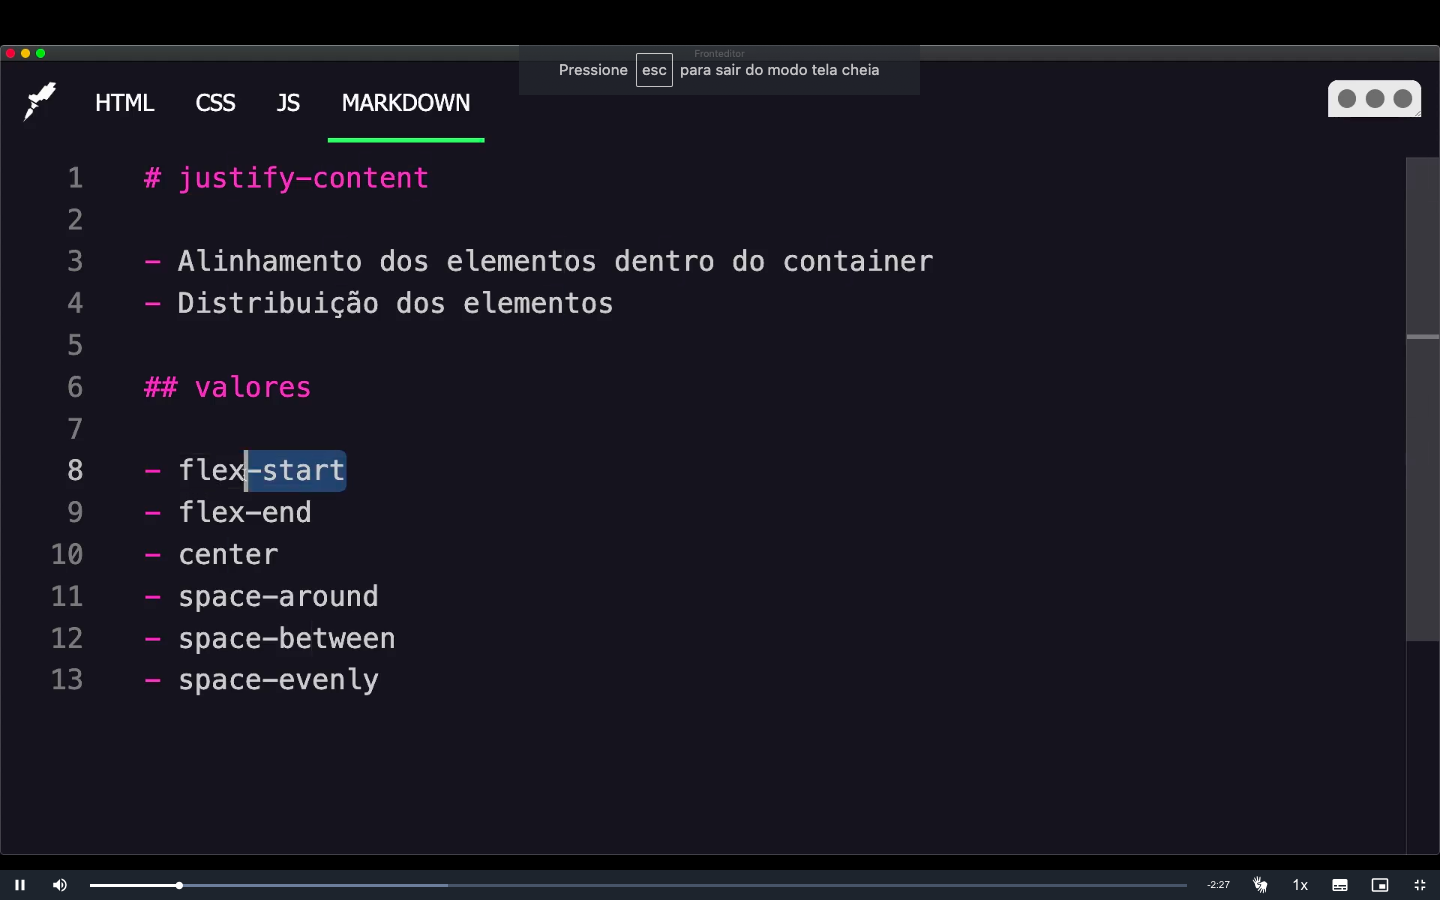 Fronteditor
Pressione esc para sair do modo tela cheia
HTML CSS JS MARKDOWN
1 # justify-content
2
3 - Alinhamento dos elementos dentro do container
4 - Distribuição dos elementos
5
6 ## valores
7
8 - flex-start
9 - flex-end
10 - center
11 - space-around
12 - space-between
13 - space-evenly
-2:27 1x